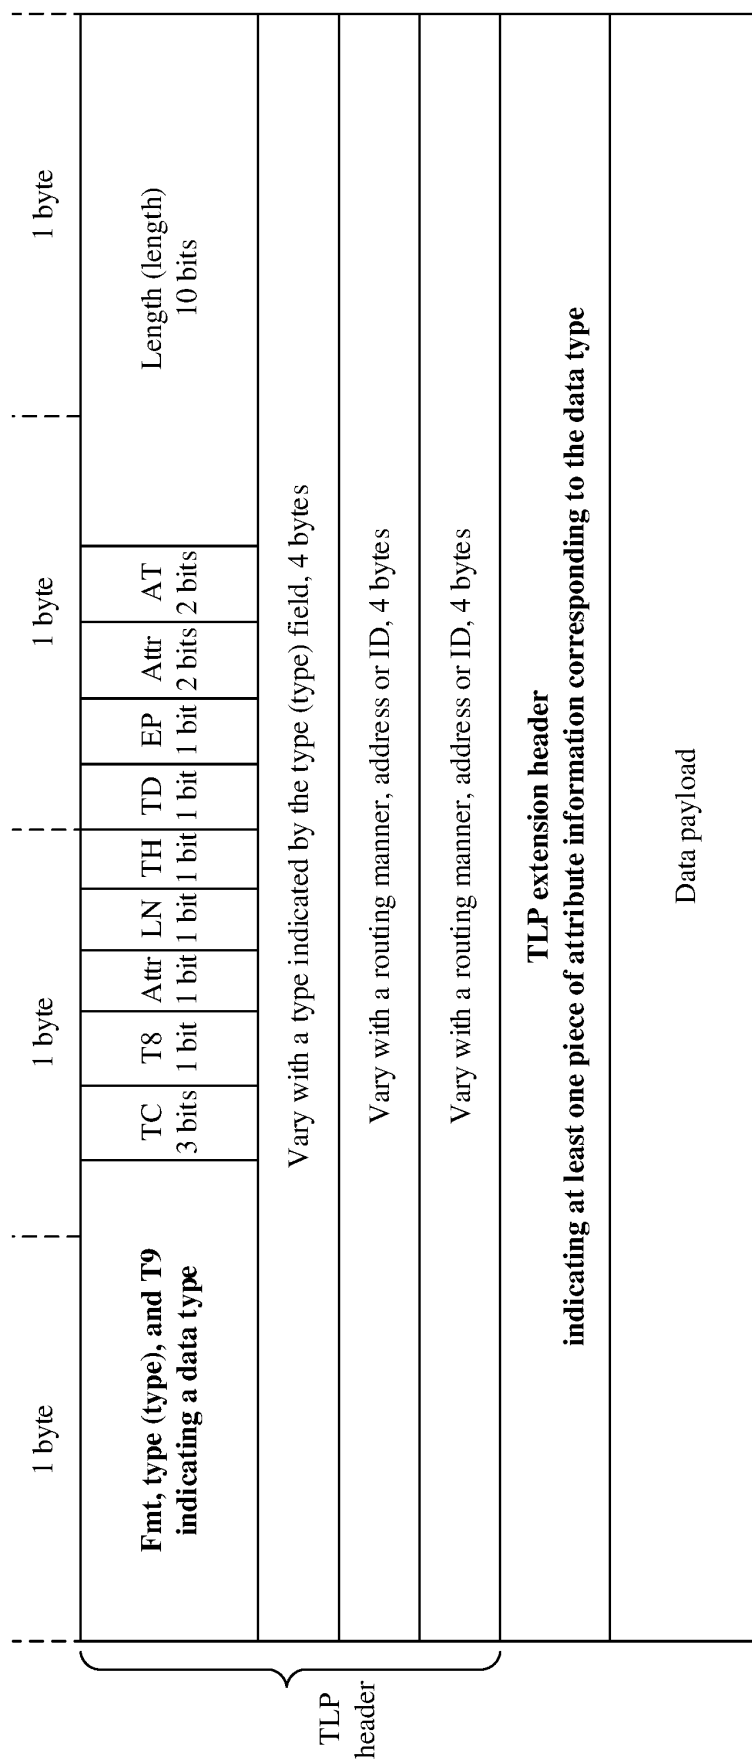 1 byte
1 byte
1 byte
1 byte
Fmt, type (type), and T9
indicating a data type
TC
3 bits
T8
1 bit
Attr
1 bit
LN
1 bit
TH
1 bit
TD
1 bit
EP
1 bit
Attr
2 bits
AT
2 bits
Length (length)
10 bits
TLP
header
Vary with a type indicated by the type (type) field, 4 bytes
Vary with a routing manner, address or ID, 4 bytes
Vary with a routing manner, address or ID, 4 bytes
TLP extension header
indicating at least one piece of attribute information corresponding to the data type
Data payload